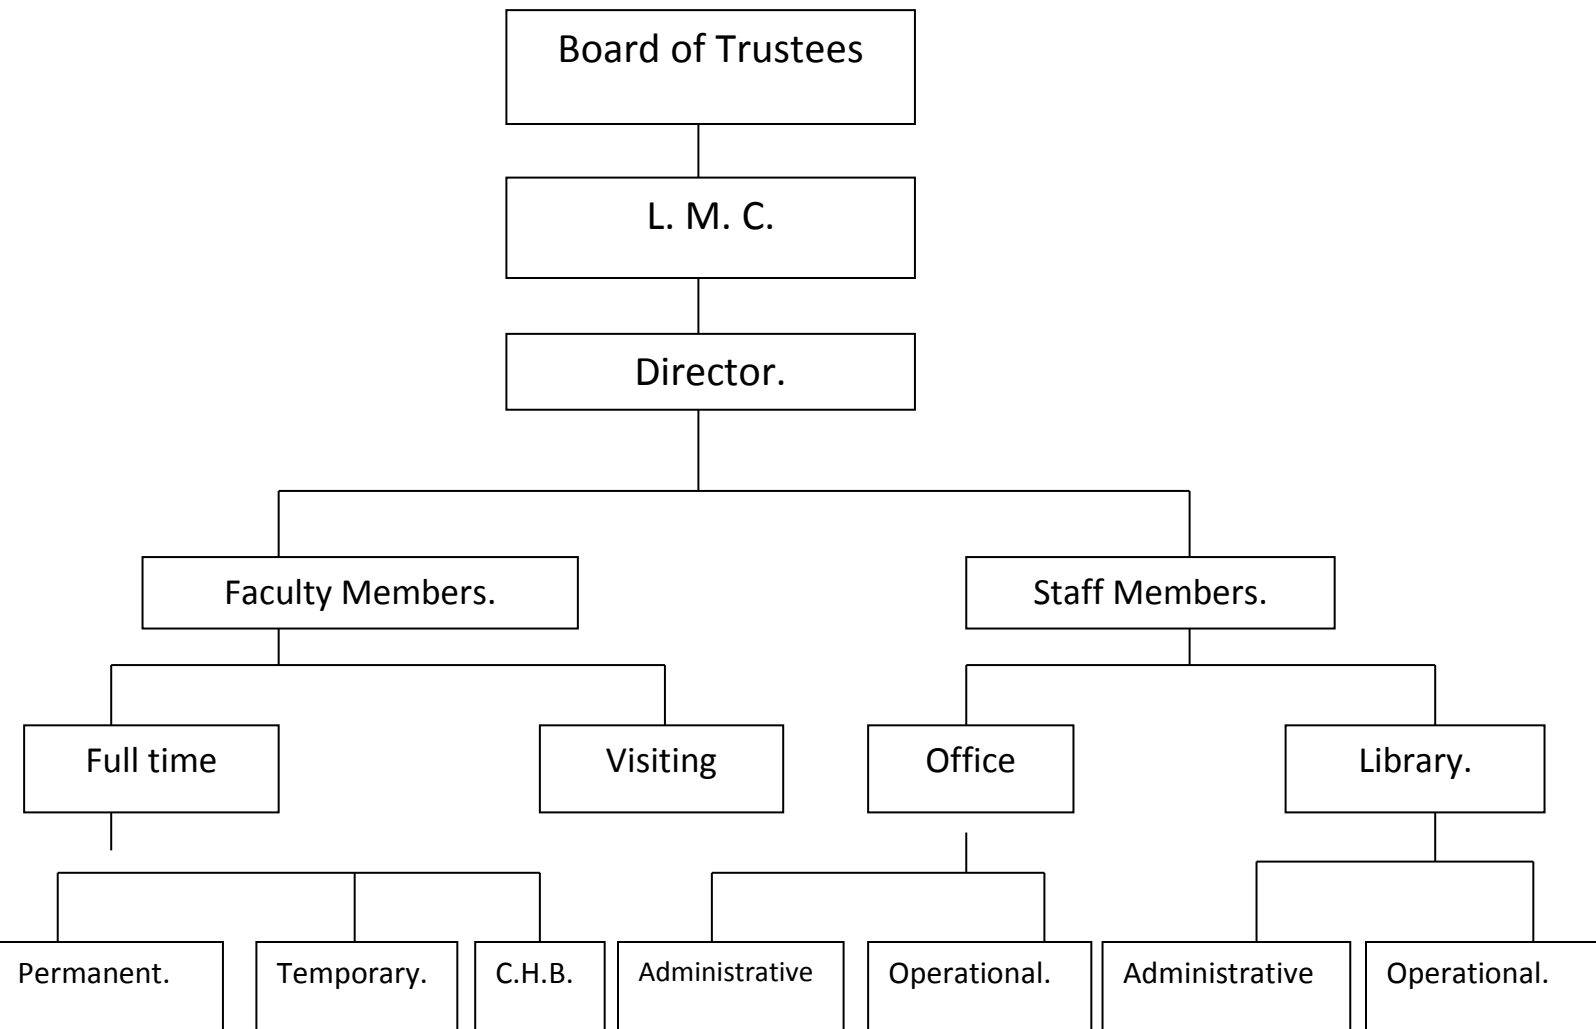 Board of Trustees
L. M. C.
Director.
Faculty Members.
Staff Members.
Full time
Visiting
Office
Library.
Permanent.
Temporary.
C.H.B.
Administrative
Operational.
Administrative
Operational.